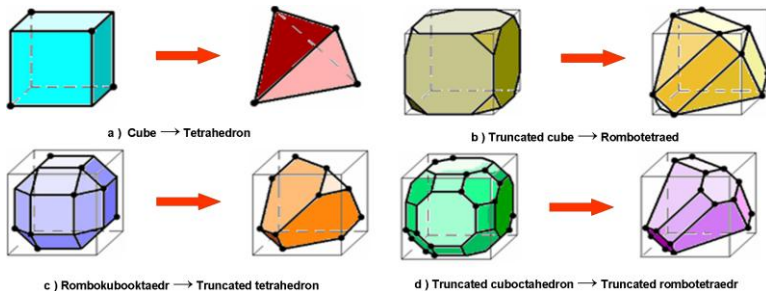 a ) Cube → Tetrahedron
b ) Truncated cube → Rombotetraed
c ) Rombokubooktaedr → Truncated tetrahedron
d ) Truncated cuboctahedron → Truncated rombotetraedr